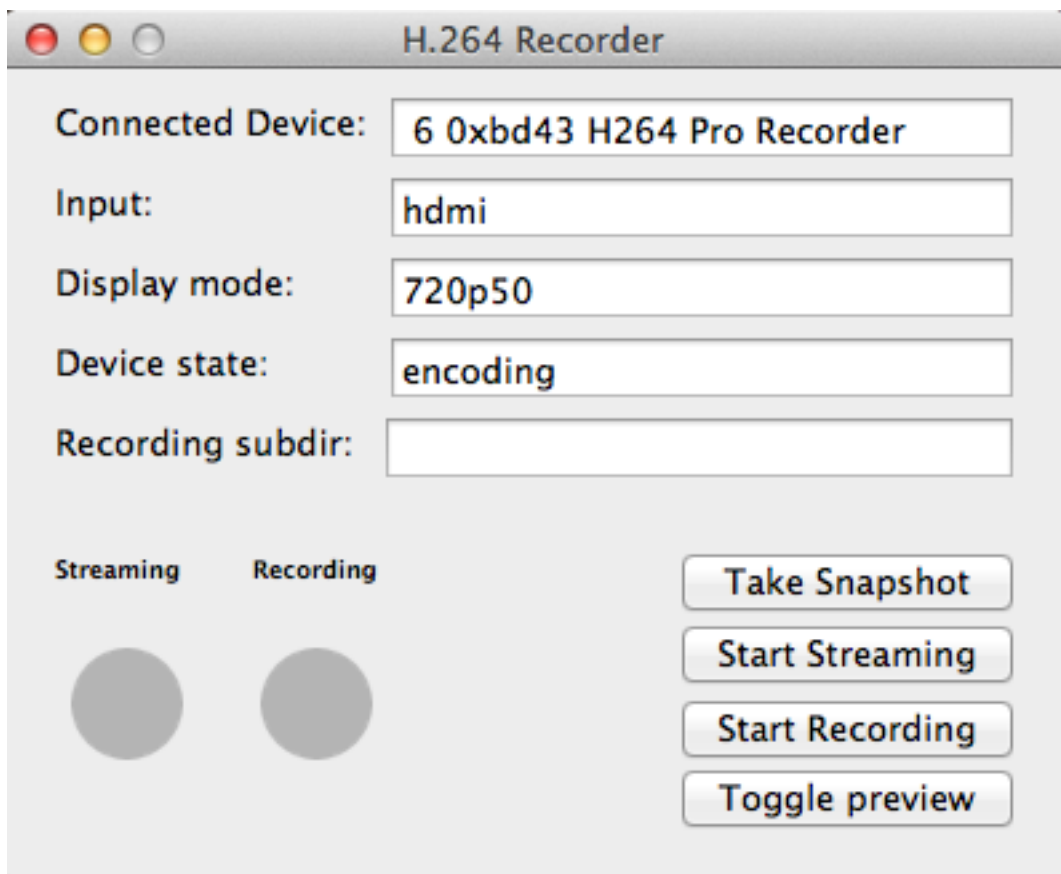 H.264 Recorder
Connected Device: 6 0xbd43 H264 Pro Recorder
Input: hdmi
Display mode: 720p50
Device state: encoding
Recording subdir:
Streaming Recording
Take Snapshot
Start Streaming
Start Recording
Toggle preview